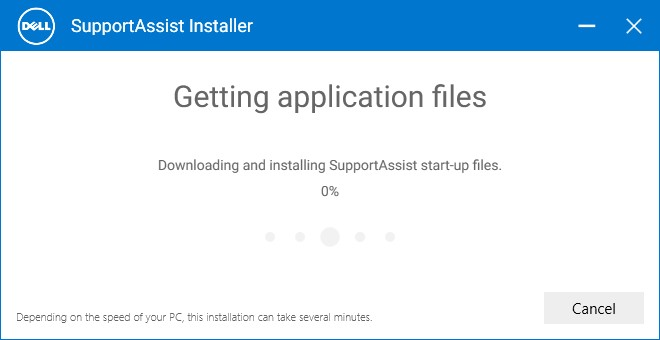 DELL SupportAssist Installer
Getting application files
Downloading and installing SupportAssist start-up files.
0%
Cancel
Depending on the speed of your PC, this installation can take several minutes.